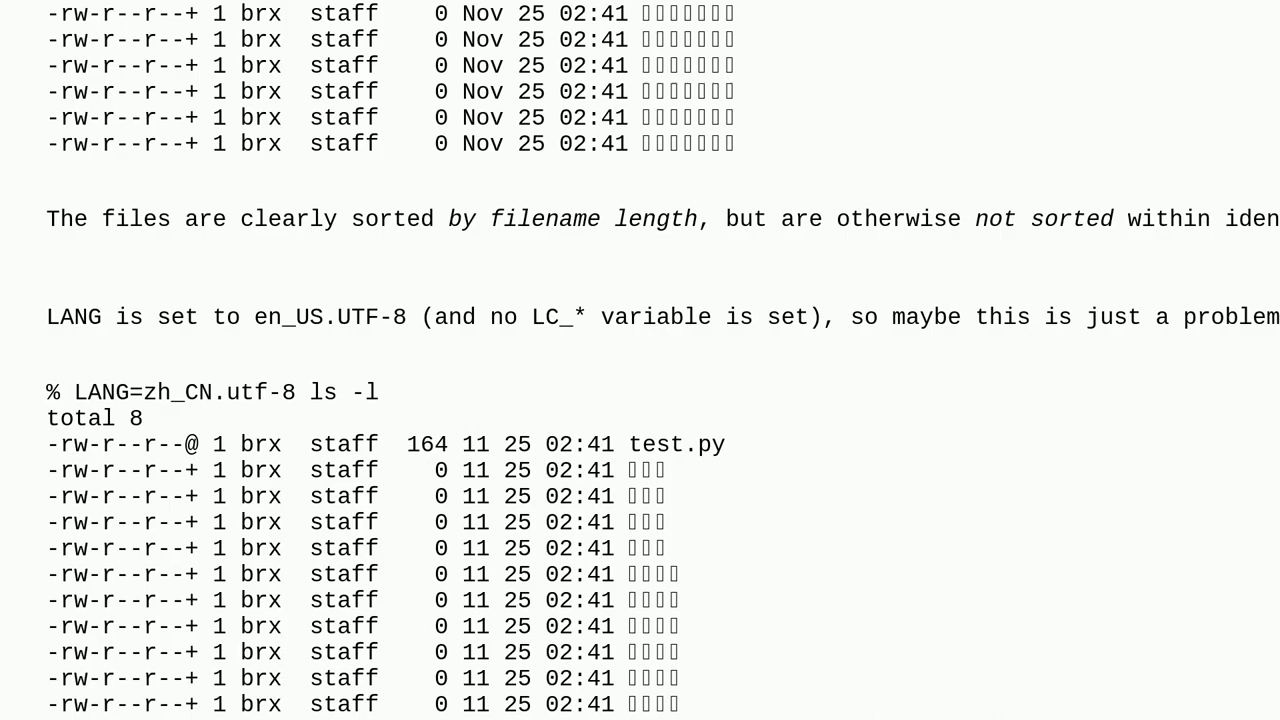 -rw-r--r--+ 1 brx  staff    0 Nov 25 02:41
-rw-r--r--+ 1 brx  staff    0 Nov 25 02:41
-rw-r--r--+ 1 brx  staff    0 Nov 25 02:41
-rw-r--r--+ 1 brx  staff    0 Nov 25 02:41
-rw-r--r--+ 1 brx  staff    0 Nov 25 02:41
-rw-r--r--+ 1 brx  staff    0 Nov 25 02:41
The files are clearly sorted by filename length, but are otherwise not sorted within
LANG is set to en_US.UTF-8 (and no LC_* variable is set), so maybe this is just a problem
% LANG=zh_CN.utf-8 ls -l
total 8
-rw-r--r--@ 1 brx  staff  164 11 25 02:41 test.py
-rw-r--r--+ 1 brx  staff    0 11 25 02:41
-rw-r--r--+ 1 brx  staff    0 11 25 02:41
-rw-r--r--+ 1 brx  staff    0 11 25 02:41
-rw-r--r--+ 1 brx  staff    0 11 25 02:41
-rw-r--r--+ 1 brx  staff    0 11 25 02:41
-rw-r--r--+ 1 brx  staff    0 11 25 02:41
-rw-r--r--+ 1 brx  staff    0 11 25 02:41
-rw-r--r--+ 1 brx  staff    0 11 25 02:41
-rw-r--r--+ 1 brx  staff    0 11 25 02:41
-rw-r--r--+ 1 brx  staff    0 11 25 02:41